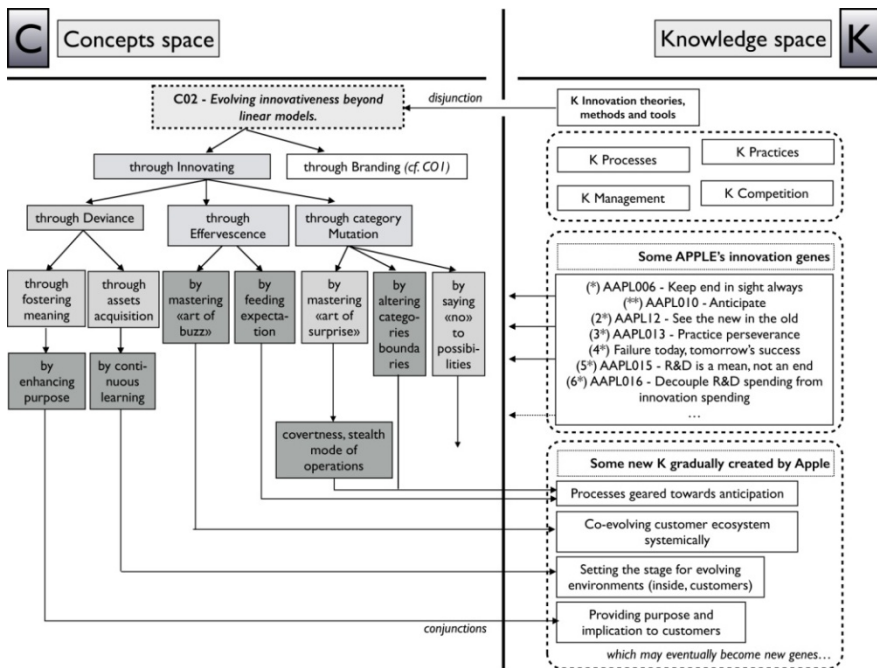 C
Concepts space
Knowledge space
K
C02 - Evolving innovativeness beyond
linear models.
disjunction
K Innovation theories,
methods and tools
through Innovating
through Branding (cf. CO1)
K Processes
K Practices
K Management
K Competition
through Deviance
through
Effervescence
through category
Mutation
through
fostering
meaning
through
assets
acquisition
by
mastering
«art of
buzz»
by
feeding
expecta-
tion
by
mastering
«art of
surprise»
by
altering
catego-
ries
bounda-
ries
by
saying
«no» to
possibi-
lities
Some APPLE's innovation genes
(*) AAPL006 - Keep end in sight always
(**) AAPL010 - Anticipate
(2*) AAPL12 - See the new in the old
(3*) AAPL013 - Practice perseverance
(4*) Failure today, tomorrow's success
(5*) AAPL015 - R&D is a mean, not an end
(6*) AAPL016 - Decouple R&D spending from
innovation spending
...
by
enhancing
purpose
by conti-
nuous
learning
covertness, stealth
mode of
operations
Some new K gradually created by Apple
Processes geared towards anticipation
Co-evolving customer ecosystem
systemically
Setting the stage for evolving
environments (inside, customers)
Providing purpose and
implication to customers
conjunctions
which may eventually become new genes...